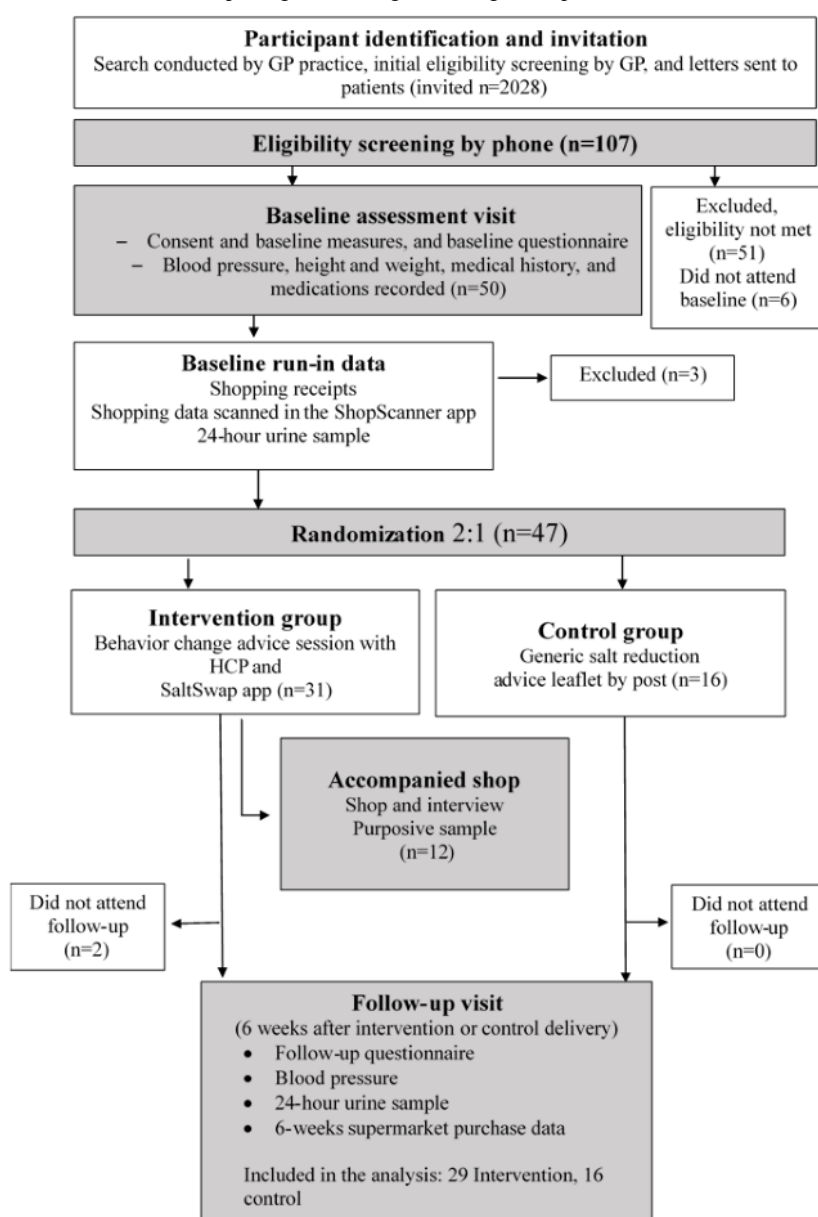 Participant identification and invitation
Search conducted by GP practice, initial eligibility screening by GP, and letters sent to
patients (invited n=2028)
Eligibility screening by phone (n=107)
Baseline assessment visit
– Consent and baseline measures, and baseline questionnaire
– Blood pressure, height and weight, medical history, and
medications recorded (n=50)
Excluded,
eligibility not met
(n=51)
Did not attend
baseline (n=6)
Baseline run-in data
Shopping receipts
Shopping data scanned in the ShopScanner app
24-hour urine sample
Excluded (n=3)
Randomization 2:1 (n=47)
Intervention group
Behavior change advice session with
HCP and
SaltSwap app (n=31)
Control group
Generic salt reduction
advice leaflet by post (n=16)
Accompanied shop
Shop and interview
Purposive sample
(n=12)
Did not attend
follow-up
(n=2)
Did not attend
follow-up
(n=0)
Follow-up visit
(6 weeks after intervention or control delivery)
• Follow-up questionnaire
• Blood pressure
• 24-hour urine sample
• 6-weeks supermarket purchase data
Included in the analysis: 29 Intervention, 16
control